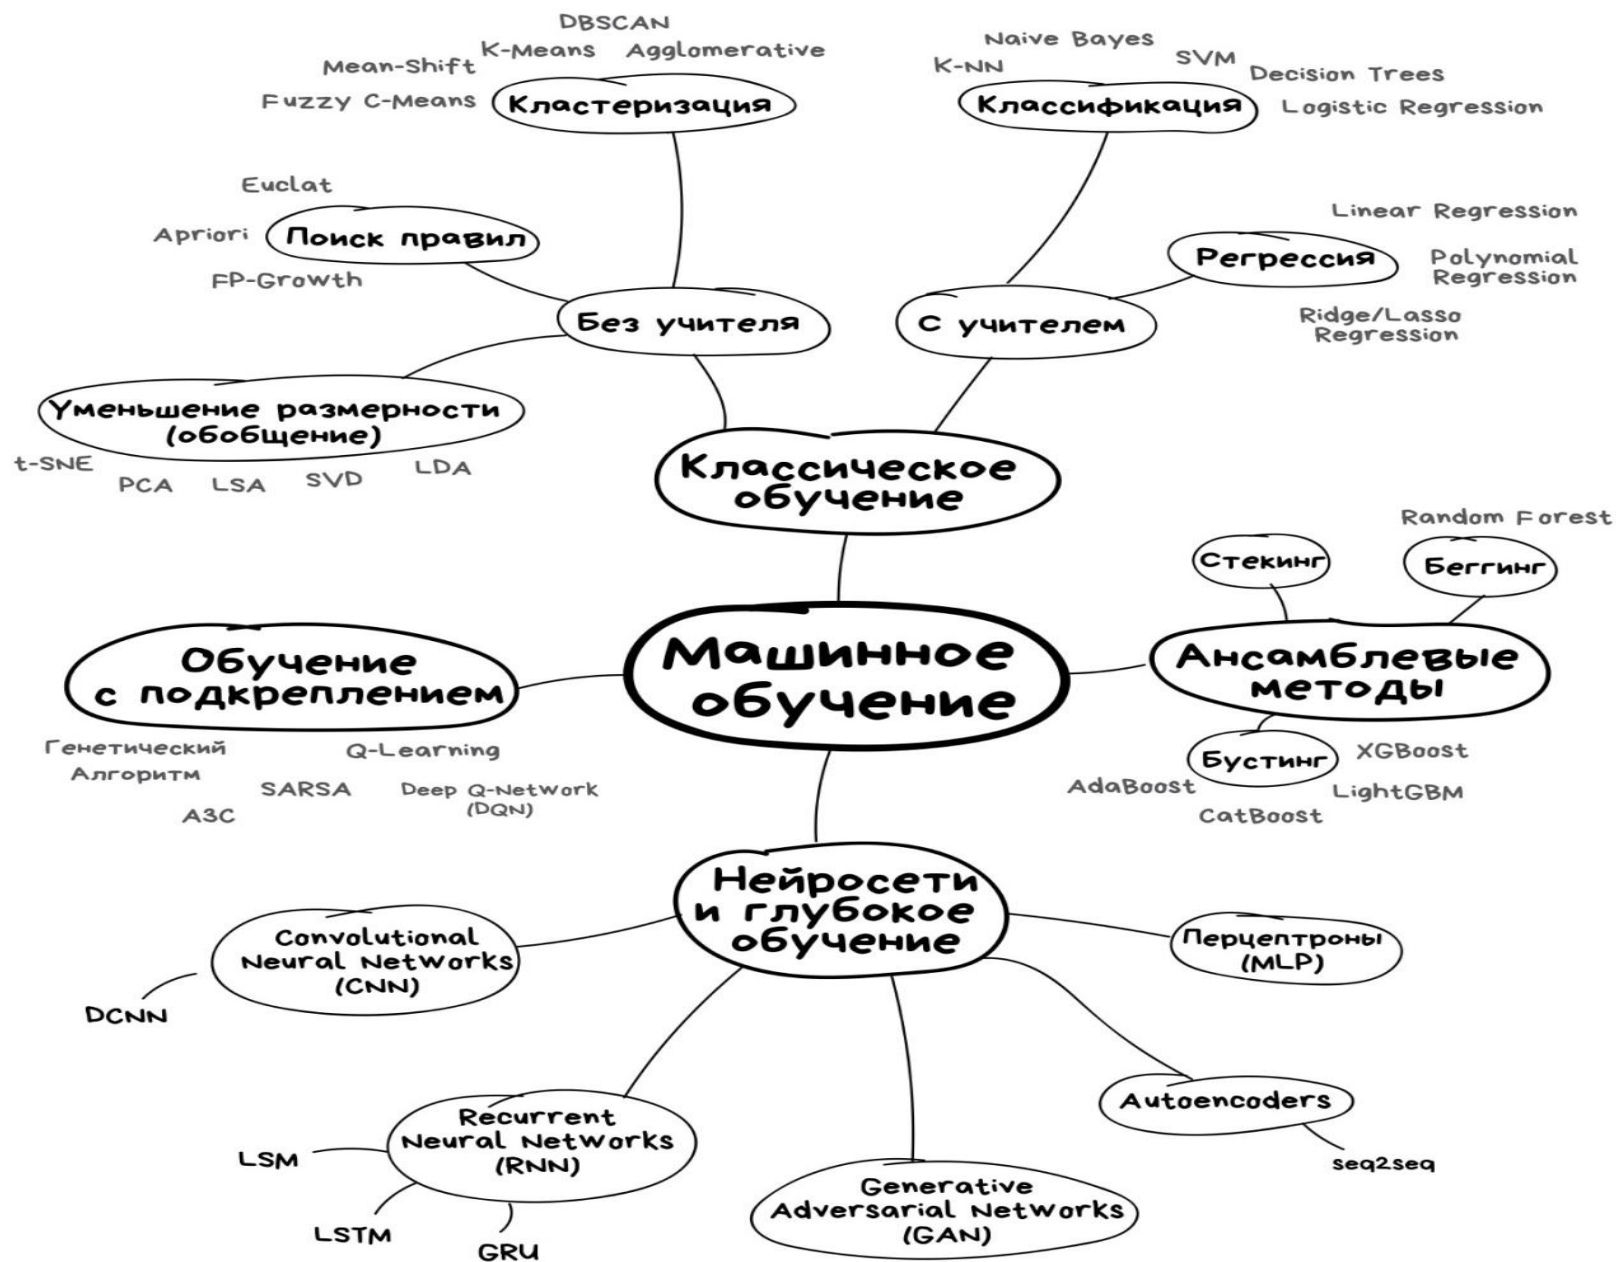 DBSCAN
K-Means
Agglomerative
Mean-Shift
Fuzzy C-Means
Кластеризация
Naive Bayes
K-NN
SVM
Decision Trees
Классификация
Logistic Regression
Euclat
Apriori
Поиск правил
FP-Growth
Linear Regression
Регрессия
Polynomial
Regression
Ridge/Lasso
Regression
Без учителя
С учителем
Уменьшение размерности
(обобщение)
t-SNE
PCA
LSA
SVD
LDA
Классическое
обучение
Random Forest
Стекинг
Беггинг
Машинное
обучение
Обучение
с подкреплением
Ансамблевые
методы
Генетический
Алгоритм
Q-Learning
SARSA
Deep Q-Network
(DQN)
A3C
Бустинг
XGBoost
AdaBoost
LightGBM
CatBoost
Нейросети
и глубокое
обучение
Convolutional
Neural Networks
(CNN)
DCNN
Перцептроны
(MLP)
Autoencoders
seq2seq
Recurrent
Neural Networks
(RNN)
LSM
LSTM
GRU
Generative
Adversarial Networks
(GAN)